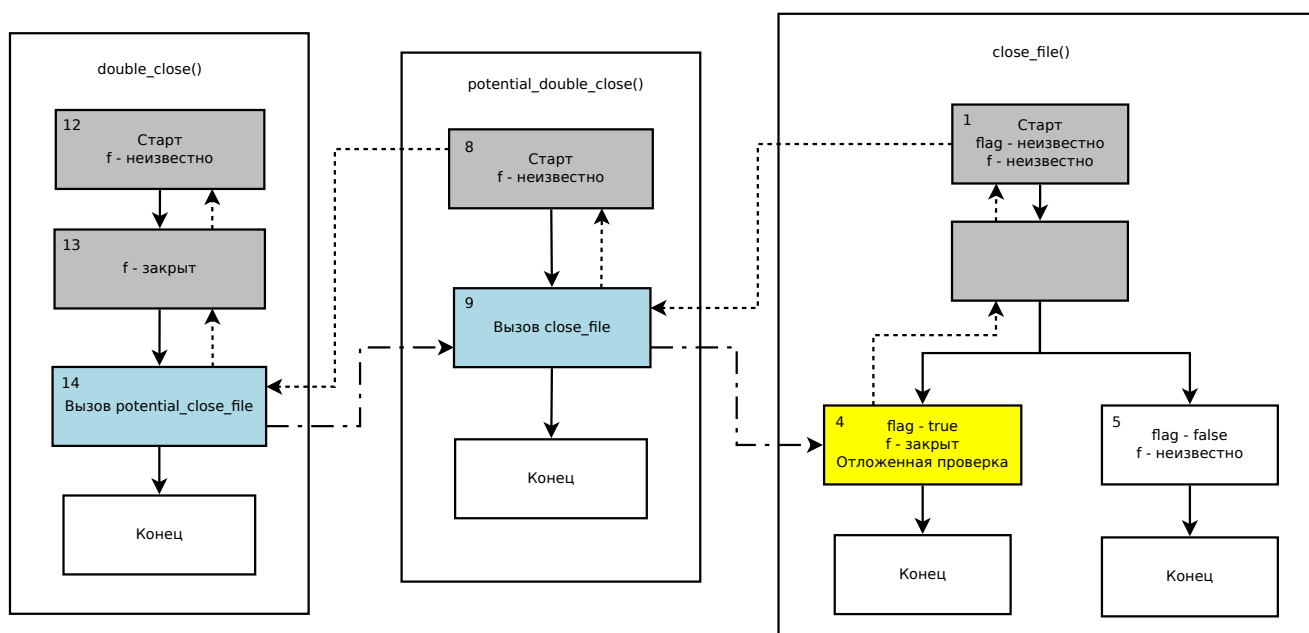 double_close()
12
Старт
f - неизвестно
13
f - закрыт
14
Вызов potential_close_file
Конец
potential_double_close()
8
Старт
f - неизвестно
9
Вызов close_file
Конец
close_file()
1
Старт
flag - неизвестно
f - неизвестно
4
flag - true
f - закрыт
Отложенная проверка
5
flag - false
f - неизвестно
Конец
Конец